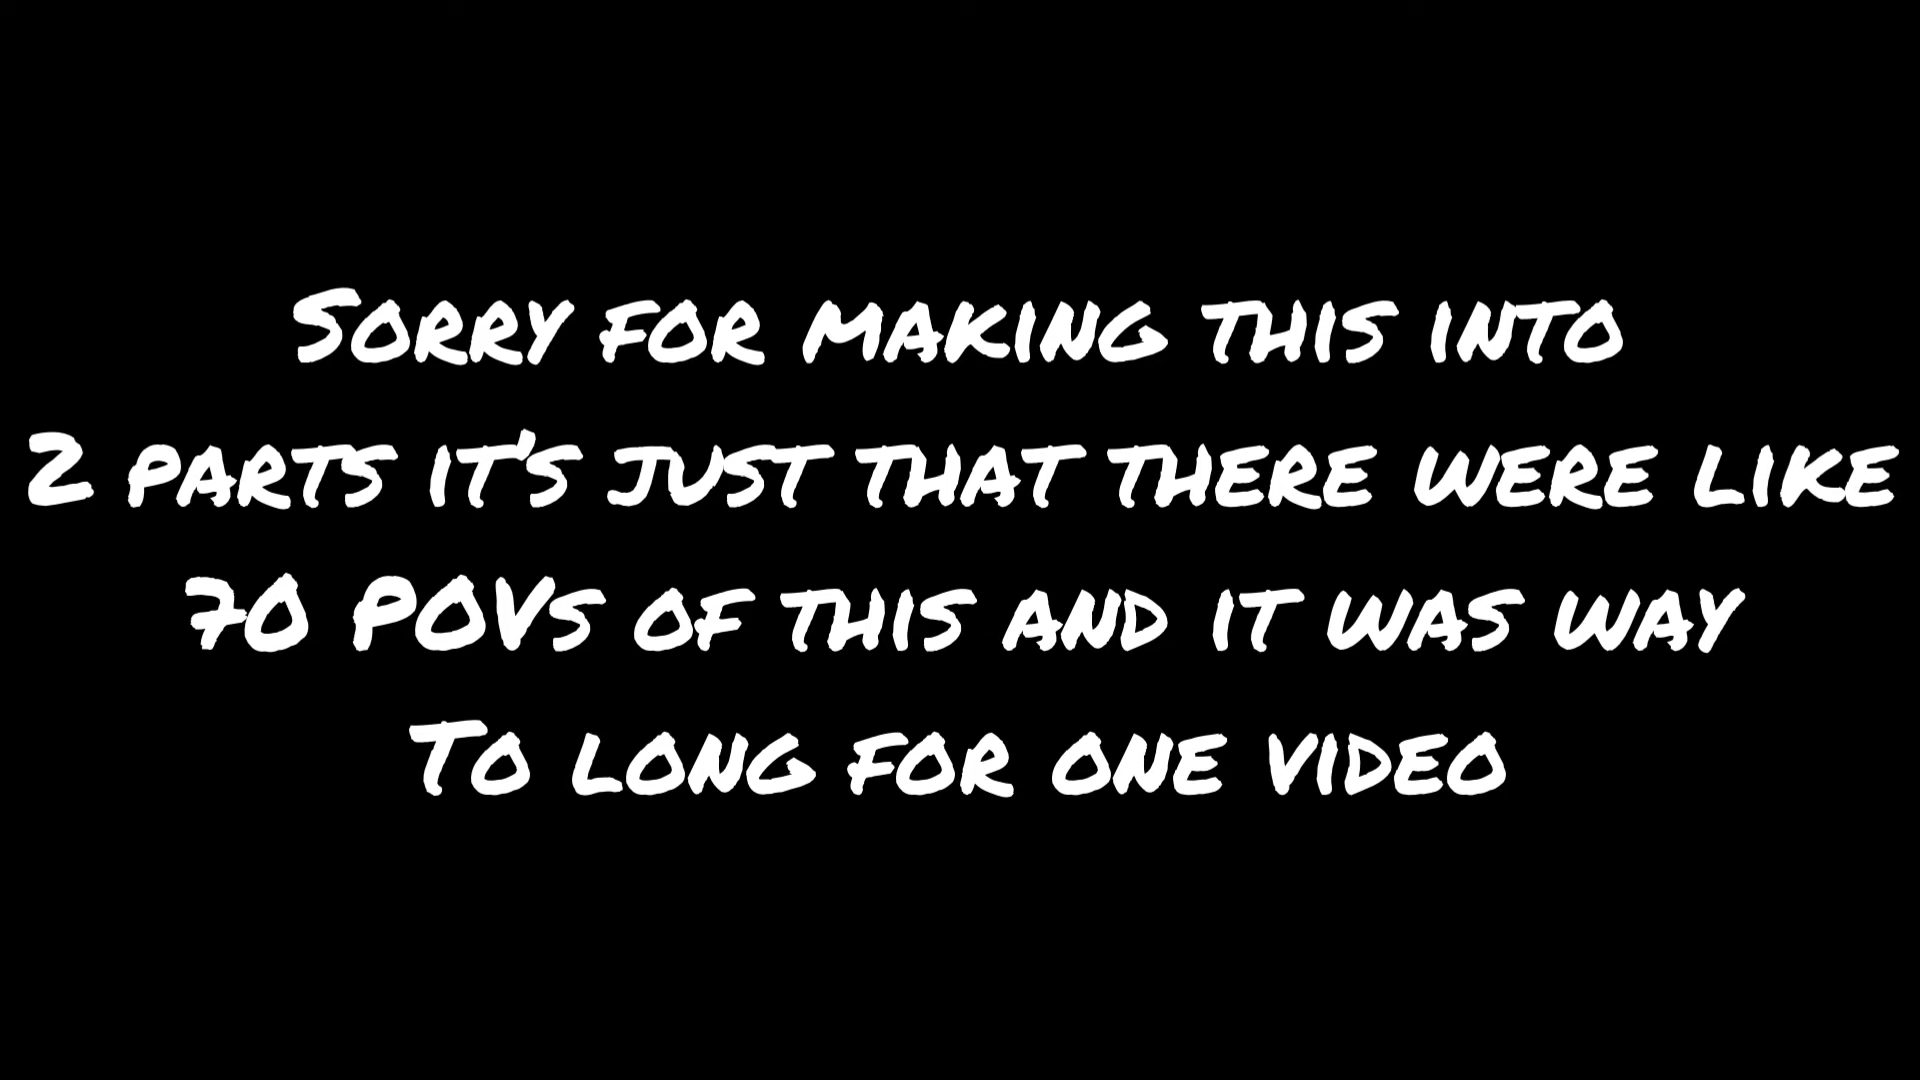 Sorry for making this into
2 parts it's just that there were like
70 POVs of this and it was way
To long for one video